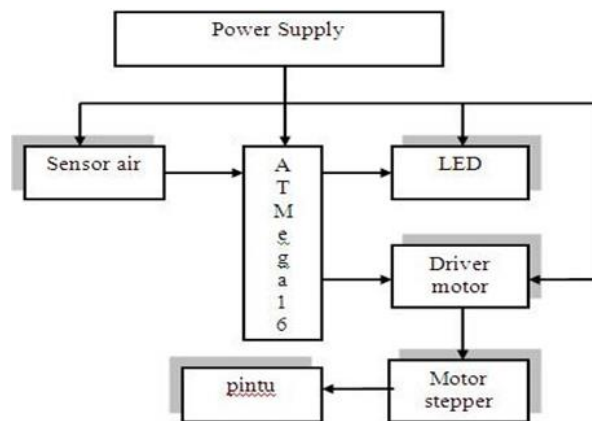 Power Supply
Sensor air
A
T
M
e
g
a
1
6
LED
Driver
motor
pintu
Motor
stepper